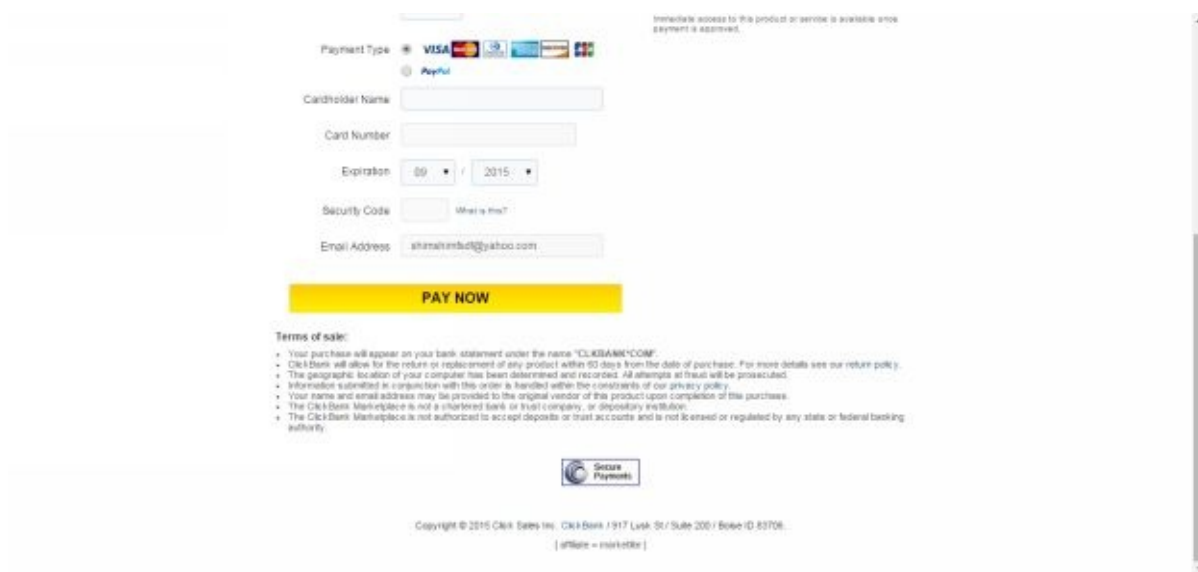 Immediate access to this product or service is available once
payment is approved.
Payment Type VISA
PayPal
Cardholder Name
Card Number
Expiration 09 / 2015
Security Code What is this?
Email Address @yahoo.com
PAY NOW
Terms of sale:
Your purchase will appear on your bank statement under the name "CLKBANK*COM".
ClickBank will allow for the return or replacement of any product within 60 days from the date of purchase. For more details see our return policy.
The geographic location of your computer has been determined and recorded. All attempts at fraud will be prosecuted.
Information submitted in conjunction with this order is handled within the constraints of our privacy policy.
Your name and email address may be provided to the original vendor of this product upon completion of this purchase.
The ClickBank Marketplace is not a chartered bank or trust company, or depository institution.
The ClickBank Marketplace is not authorized to accept deposits or trust accounts and is not licensed or regulated by any state or federal banking
authority.
Secure
Payments
Copyright © 2015 Click Sales Inc. ClickBank / 917 Lusk St / Suite 200 / Boise ID 83706.
[ affiliate = ]